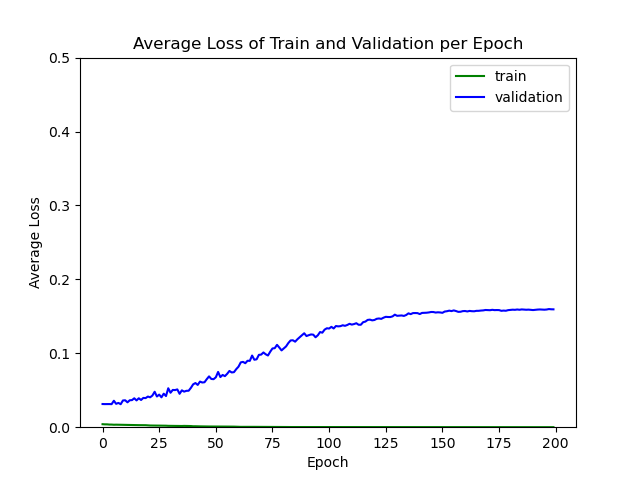 Average Loss of Train and Validation per Epoch
0.5
0.4
0.3
0.2
0.1
0.0
Average Loss
train
validation
0 25 50 75 100 125 150 175 200
Epoch